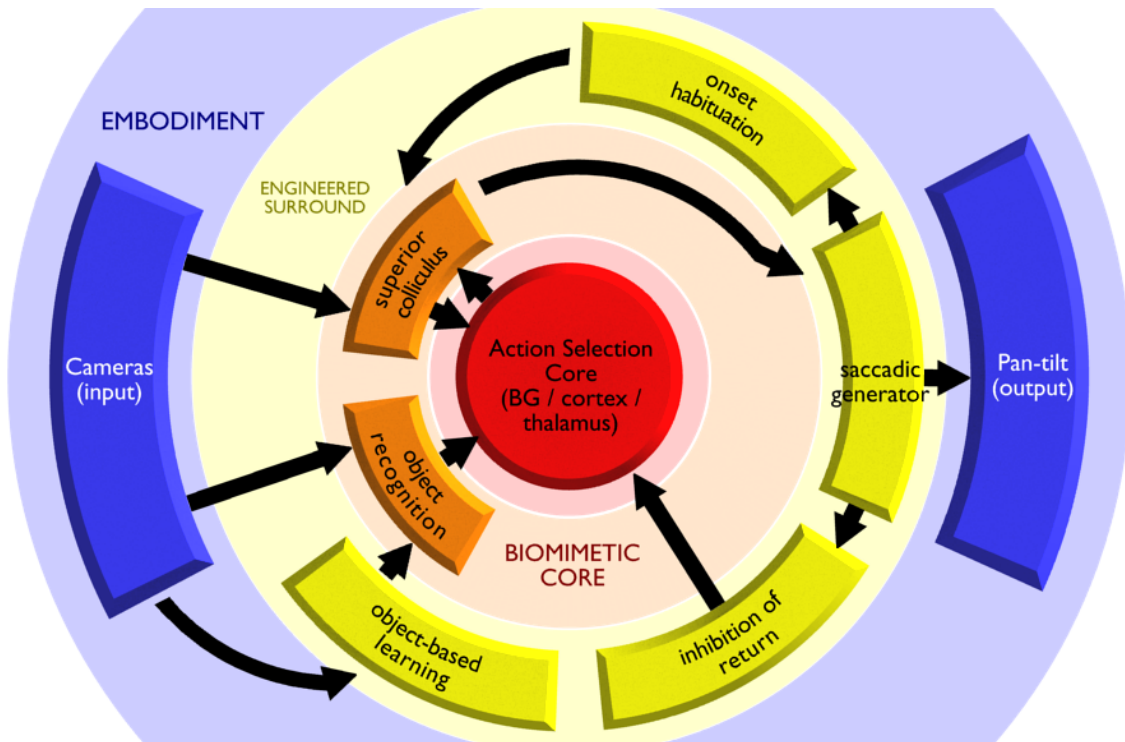 onset
habituation
EMBODIMENT
ENGINEERED
SURROUND
superior
colliculus
Cameras
(input)
Action Selection
Core
(BG / cortex /
thalamus)
saccadic
generator
Pan-tilt
(output)
object
recognition
BIOMIMETIC
CORE
object-based
learning
inhibition of
return